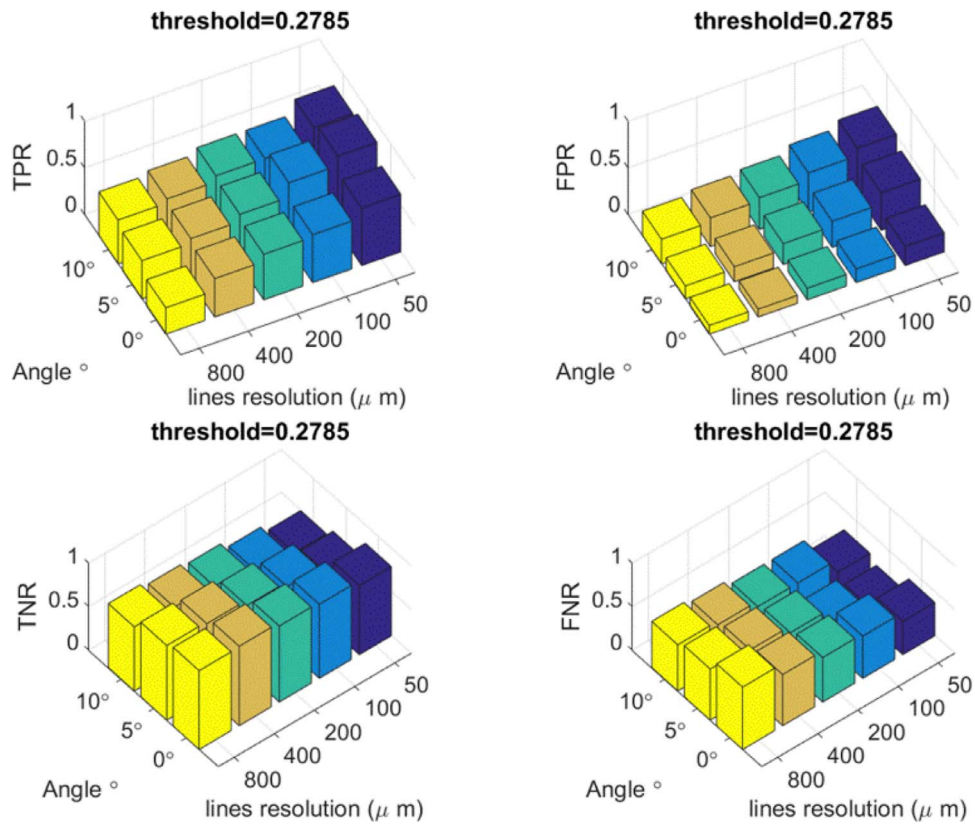 threshold=0.2785
TPR
1
0.5
0
10°
5°
0°
Angle °
800
400
200
100
50
lines resolution (μ m)
threshold=0.2785
FPR
1
0.5
0
10°
5°
0°
Angle °
800
400
200
100
50
lines resolution (μ m)
threshold=0.2785
TNR
1
0.5
0
10°
5°
0°
Angle °
800
400
200
100
50
lines resolution (μ m)
threshold=0.2785
FNR
1
0.5
0
10°
5°
0°
Angle °
800
400
200
100
50
lines resolution (μ m)